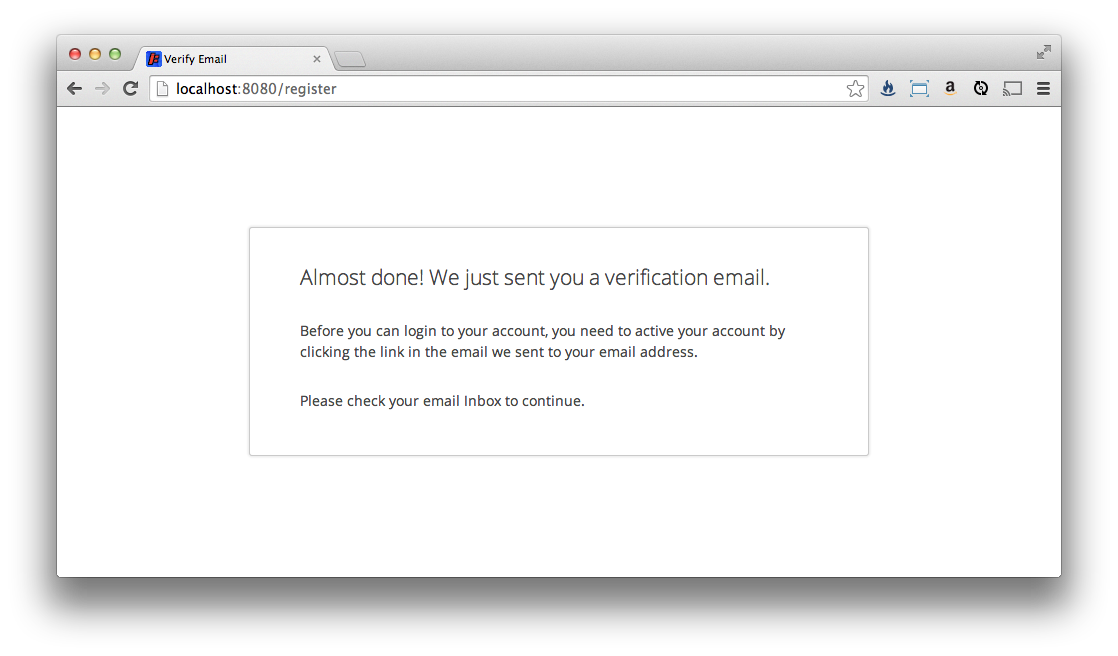 Verify Email
localhost:8080/register
a
Almost done! We just sent you a verification email.
Before you can login to your account, you need to active your account by
clicking the link in the email we sent to your email address.
Please check your email Inbox to continue.